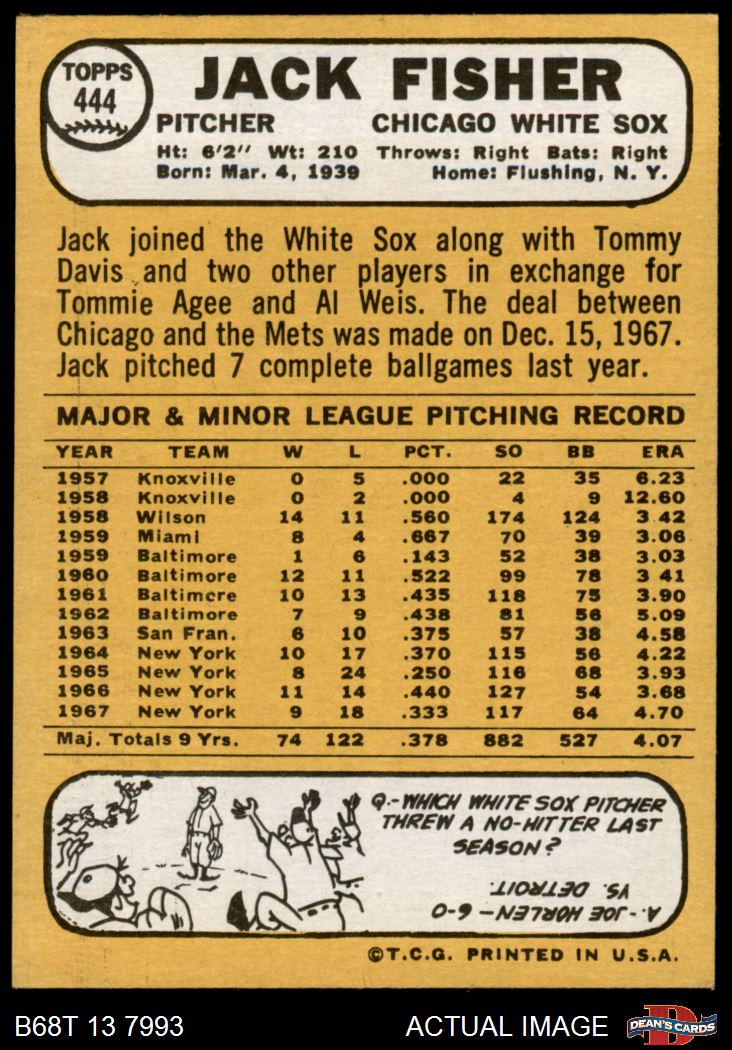 TOPPS
444
JACK FISHER
PITCHER CHICAGO WHITE SOX
Ht: 6'2" Wt: 210 Throws: Right Bats: Right
Born: Mar. 4, 1939 Home: Flushing, N. Y.
Jack joined the White Sox along with Tommy
Davis and two other players in exchange for
Tommie Agee and Al Weis. The deal between
Chicago and the Mets was made on Dec. 15, 1967.
Jack pitched 7 complete ballgames last year.
MAJOR & MINOR LEAGUE PITCHING RECORD
YEAR TEAM W L PCT. SO BB ERA
1957 Knoxville 0 5 .000 22 35 6.23
1958 Knoxville 0 2 .000 4 9 12.60
1958 Wilson 14 11 .560 174 124 3.42
1959 Miami 8 4 .667 70 39 3.06
1959 Baltimore 1 6 .143 52 38 3.03
1960 Baltimore 12 11 .522 99 78 3 41
1961 Baltimore 10 13 .435 118 75 3.90
1962 Baltimore 7 9 .438 81 56 5.09
1963 San Fran. 6 10 .375 57 38 4.58
1964 New York 10 17 .370 115 56 4.22
1965 New York 8 24 .250 116 68 3.93
1966 New York 11 14 .440 127 54 3.68
1967 New York 9 18 .333 117 64 4.70
Maj. Totals 9 Yrs. 74 122 .378 882 527 4.07
Q.-WHICH WHITE SOX PITCHER
THREW A NO-HITTER LAST
SEASON?
A.-JOE HORLEN-6-0
VS. DETROIT.
©T.C.G. PRINTED IN U.S.A.
B68T 13 7993 ACTUAL IMAGE DEAN'S CARDS